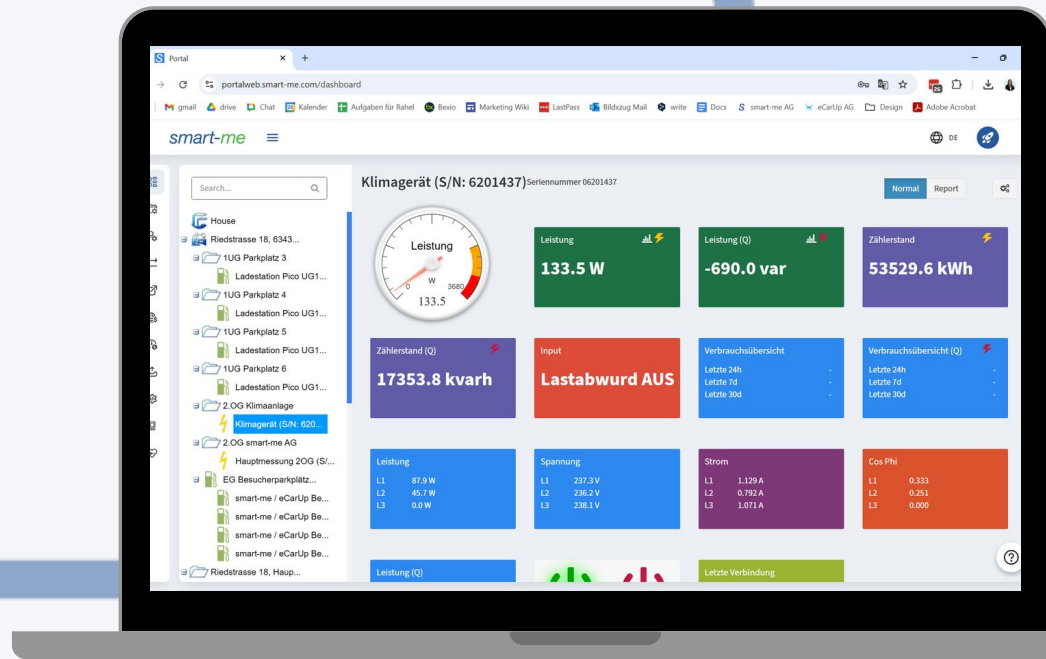 Portal
portalweb.smart-me.com/dashboard
26
gmail drive Chat Kalender Aufgaben für Rahel Bexio Marketing Wiki LastPass Bildxzug Mail write Docs smart-me AG eCarUp AG Design Adobe Acrobat
smart-me
DE
Search...
House
Riedstrasse 18, 6343...
1UG Parkplatz 3
Ladestation Pico UG1...
1UG Parkplatz 4
Ladestation Pico UG1...
1UG Parkplatz 5
Ladestation Pico UG1...
1UG Parkplatz 6
Ladestation Pico UG1...
2.OG Klimaanlage
Klimagerät (S/N: 620...
2.OG smart-me AG
Hauptmessung 2OG (S/...
EG Besucherparkplätz...
smart-me / eCarUp Be...
smart-me / eCarUp Be...
smart-me / eCarUp Be...
smart-me / eCarUp Be...
Riedstrasse 18, Haup...
Klimagerät (S/N: 6201437) Seriennummer 06201437
Normal Report
Leistung
0 W 3680
133.5
Leistung
133.5 W
Leistung (Q)
-690.0 var
Zählerstand
53529.6 kWh
Zählerstand (Q)
17353.8 kvarh
Input
Lastabwurd AUS
Verbrauchsübersicht
Letzte 24h -
Letzte 7d -
Letzte 30d -
Verbrauchsübersicht (Q)
Letzte 24h -
Letzte 7d -
Letzte 30d -
Leistung
L1 87.9 W
L2 45.7 W
L3 0.0 W
Spannung
L1 237.3 V
L2 236.2 V
L3 238.1 V
Strom
L1 1.129 A
L2 0.792 A
L3 1.071 A
Cos Phi
L1 0.333
L2 0.251
L3 0.000
Leistung (Q)
Letzte Verbindung